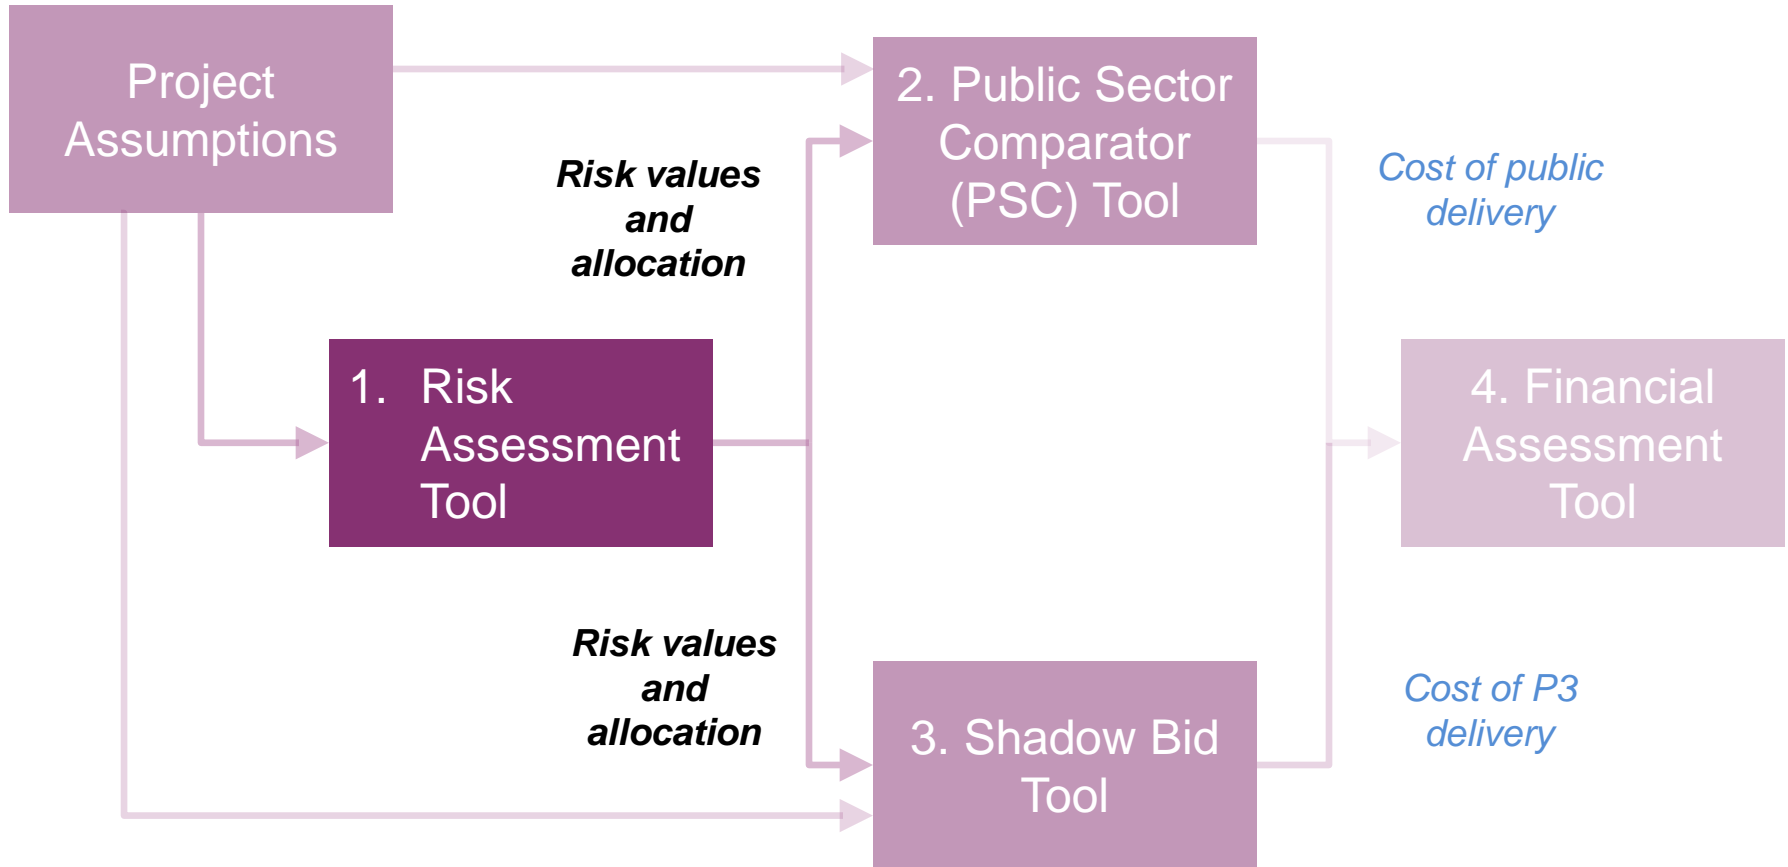 Project
Assumptions
2. Public Sector
Comparator
(PSC) Tool
Risk values
and
allocation
Cost of public
delivery
1. Risk
Assessment
Tool
4. Financial
Assessment
Tool
Risk values
and
allocation
3. Shadow Bid
Tool
Cost of P3
delivery